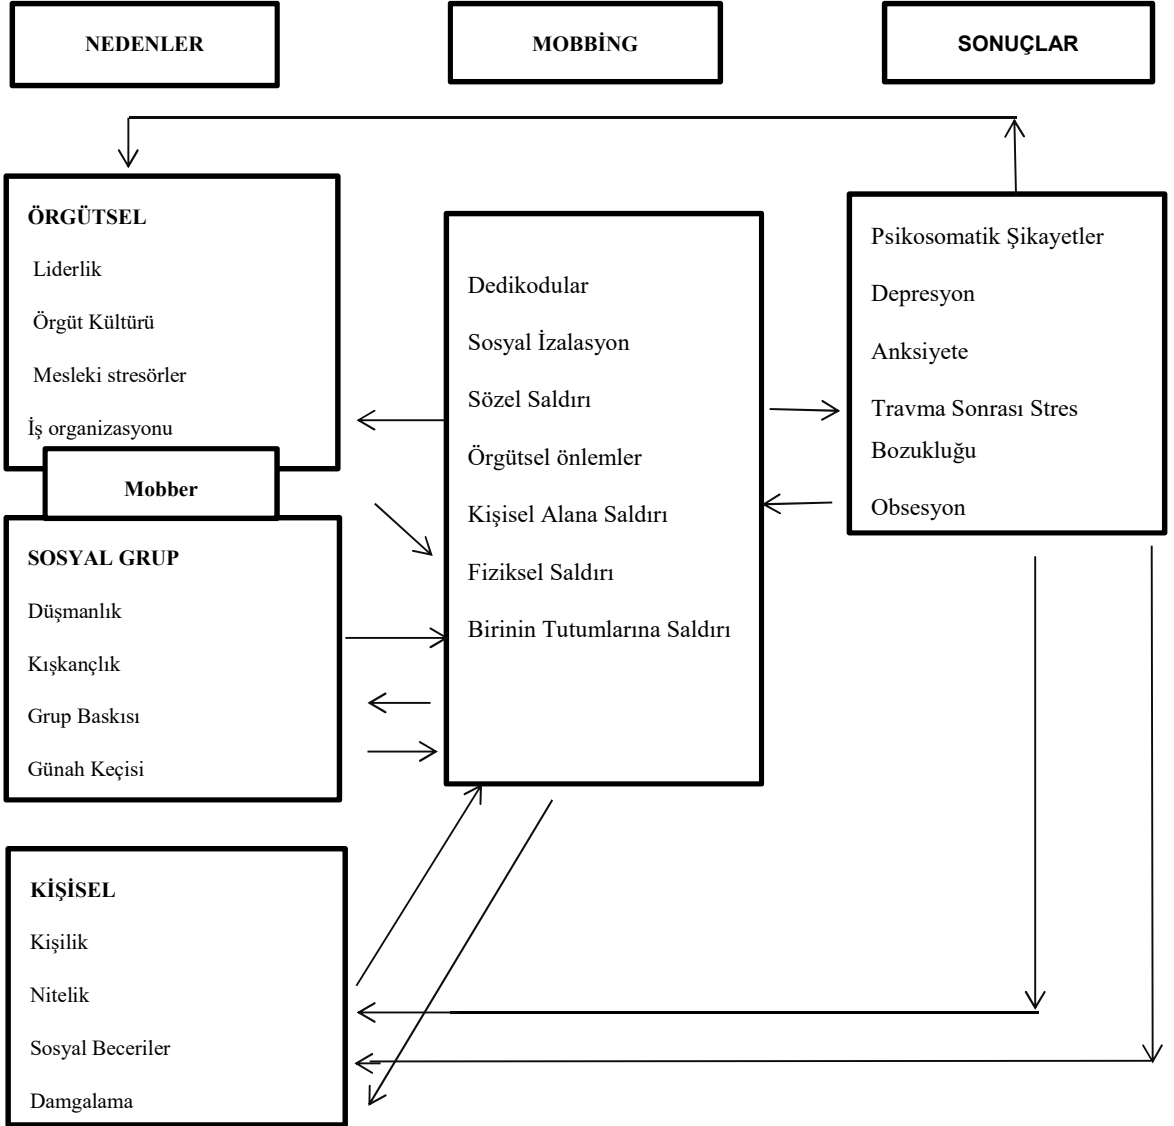 NEDENLER
MOBBİNG
SONUÇLAR
ÖRGÜTSEL
Liderlik
Örgüt Kültürü
Mesleki stresörler
İş organizasyonu
Mobber
SOSYAL GRUP
Düşmanlık
Kışkançlık
Grup Baskısı
Günah Keçisi
KİŞİSEL
Kişilik
Nitelik
Sosyal Beceriler
Damgalama
Dedikodular
Sosyal İzalasyon
Sözel Saldırı
Örgütsel önlemler
Kişisel Alana Saldırı
Fiziksel Saldırı
Birinin Tutumlarına Saldırı
Psikosomatik Şikayetler
Depresyon
Anksiyete
Travma Sonrası Stres
Bozukluğu
Obsesyon